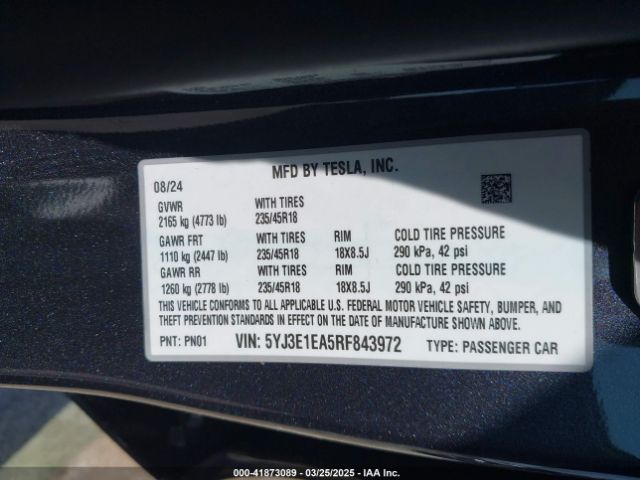 MFD BY TESLA, INC.
08/24
GVWR WITH TIRES
2165 kg (4773 lb) 235/45R18
GAWR FRT WITH TIRES RIM COLD TIRE PRESSURE
1110 kg (2447 lb) 235/45R18 18X8.5J 290 kPa, 42 psi
GAWR RR WITH TIRES RIM COLD TIRE PRESSURE
1260 kg (2778 lb) 235/45R18 18X8.5J 290 kPa, 42 psi
THIS VEHICLE CONFORMS TO ALL APPLICABLE U.S. FEDERAL MOTOR VEHICLE SAFETY, BUMPER, AND
THEFT PREVENTION STANDARDS IN EFFECT ON THE DATE OF MANUFACTURE SHOWN ABOVE.
PNT: PN01 VIN: 5YJ3E1EA5RF843972 TYPE: PASSENGER CAR
000-41873089 - 03/25/2025 - IAA Inc.